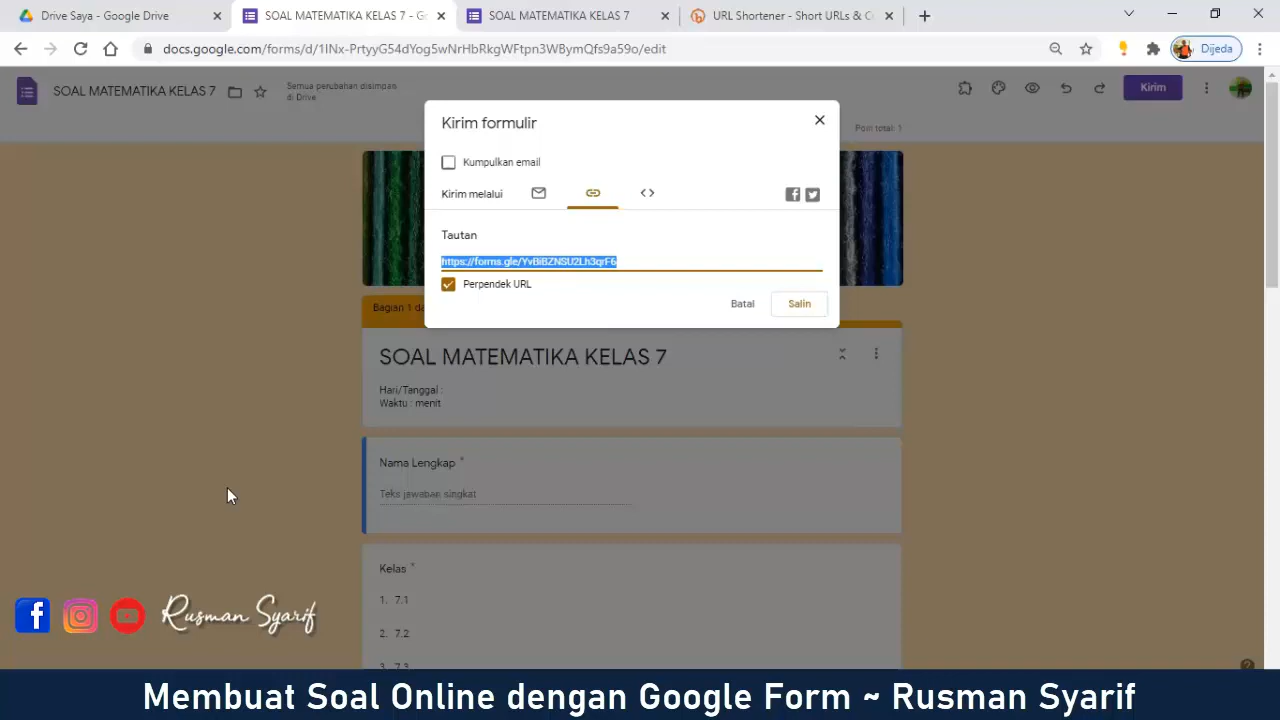 Drive Saya - Google Drive
SOAL MATEMATIKA KELAS 7 - G
SOAL MATEMATIKA KELAS 7
URL Shortener - Short URLs & C
docs.google.com/forms/d/1INx-PrtyyG54dYog5wNrHbRkgWFtpn3WBymQfs9a59o/edit
Dijeda
SOAL MATEMATIKA KELAS 7
Semua perubahan disimpan
di Drive
Kirim
Poin total: 1
Kirim formulir
Kumpulkan email
Kirim melalui
Tautan
https://forms.gle/YvBiBZNSU2Lh3qrF6
Perpendek URL
Batal
Salin
Bagian 1 da
SOAL MATEMATIKA KELAS 7
Hari/Tanggal :
Waktu : menit
Nama Lengkap *
Teks jawaban singkat
Kelas *
1. 7.1
2. 7.2
3. 7.3
Rusman Syarif
Membuat Soal Online dengan Google Form ~ Rusman Syarif